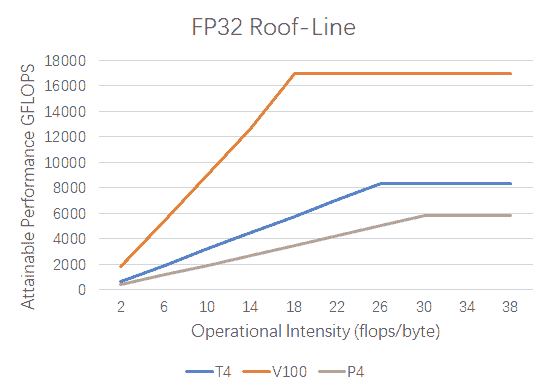 FP32 Roof-Line
Attainable Performance GFLOPS
18000
16000
14000
12000
10000
8000
6000
4000
2000
0
2 6 10 14 18 22 26 30 34 38
Operational Intensity (flops/byte)
T4 V100 P4